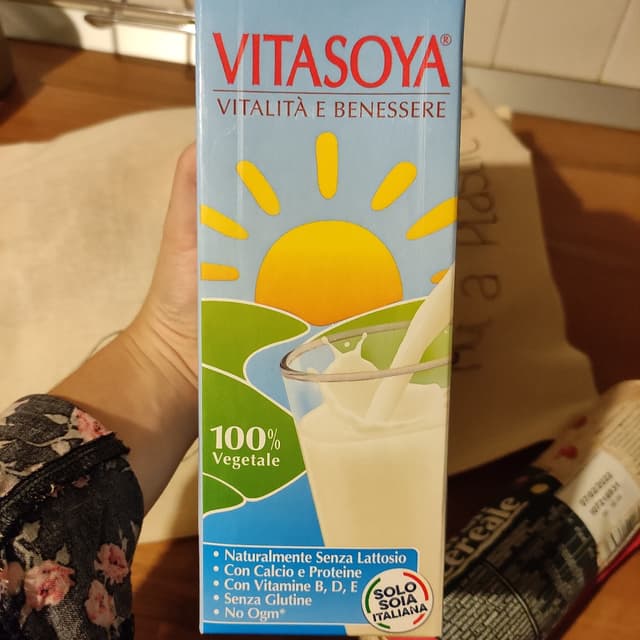 VITASOYA®
VITALITÀ E BENESSERE
100%
Vegetale
• Naturalmente Senza Lattosio
• Con Calcio e Proteine
• Con Vitamine B, D, E
• Senza Glutine
• No Ogm*
SOLO
SOIA
ITALIANA
cereale